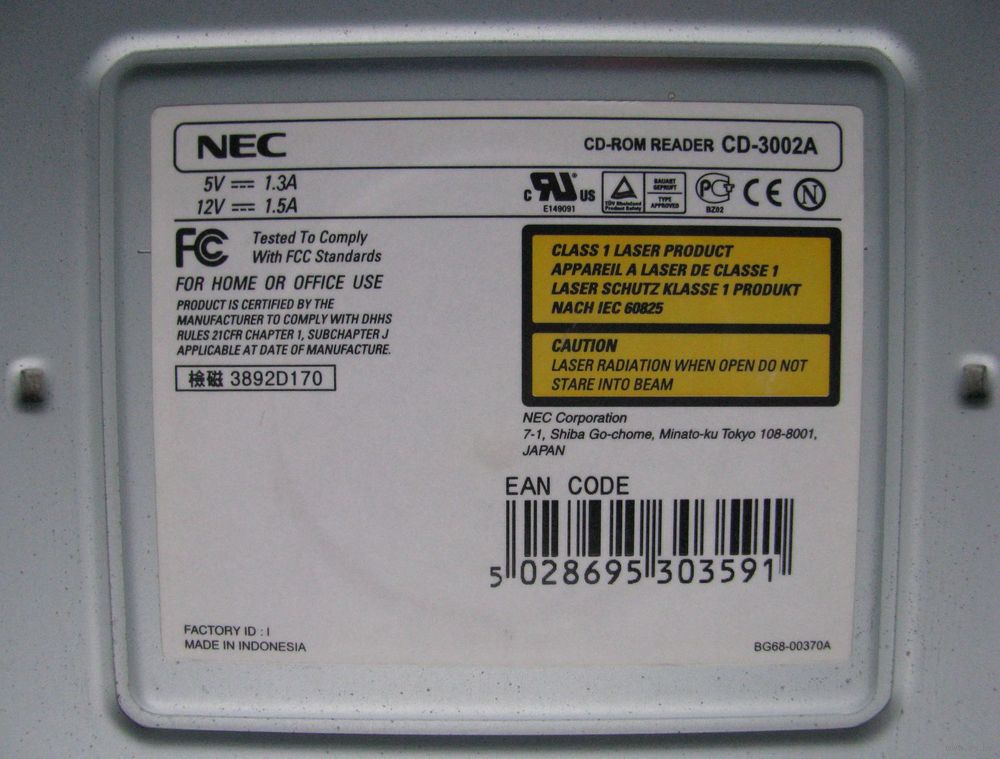 NEC
CD-ROM READER CD-3002A
5V 1.3A
12V 1.5A
c RU US
E149091
TÜV Rheinland
Product Safety
BAUART
GEPRÜFT
TYPE
APPROVED
PC
BZ02
CE
N
FC
Tested To Comply
With FCC Standards
FOR HOME OR OFFICE USE
PRODUCT IS CERTIFIED BY THE
MANUFACTURER TO COMPLY WITH DHHS
RULES 21CFR CHAPTER 1, SUBCHAPTER J
APPLICABLE AT DATE OF MANUFACTURE.
檢磁 3892D170
CLASS 1 LASER PRODUCT
APPAREIL A LASER DE CLASSE 1
LASER SCHUTZ KLASSE 1 PRODUKT
NACH IEC 60825
CAUTION
LASER RADIATION WHEN OPEN DO NOT
STARE INTO BEAM
NEC Corporation
7-1, Shiba Go-chome, Minato-ku Tokyo 108-8001,
JAPAN
EAN CODE
5 028695 303591
FACTORY ID : I
MADE IN INDONESIA
BG68-00370A